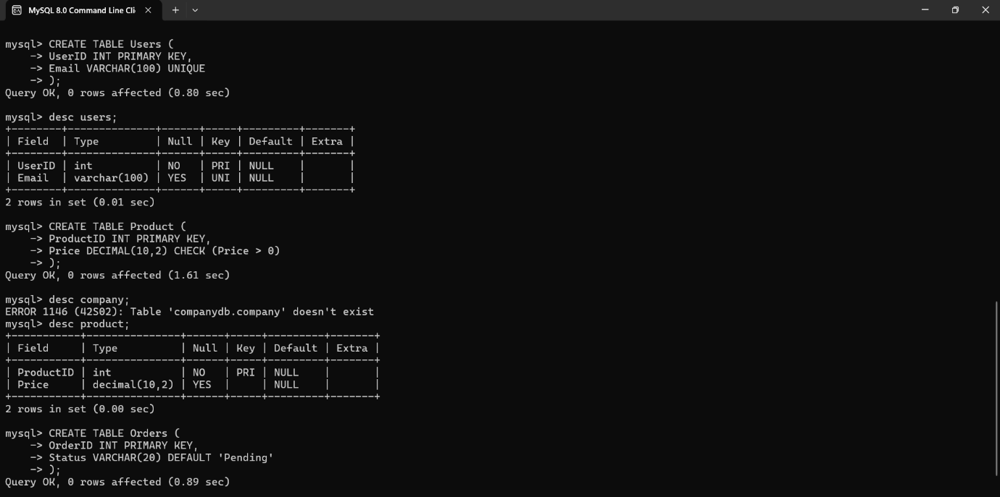 MySQL 8.0 Command Line Cli
mysql> CREATE TABLE Users (
    -> UserID INT PRIMARY KEY,
    -> Email VARCHAR(100) UNIQUE
    -> );
Query OK, 0 rows affected (0.80 sec)
mysql> desc users;
+--------+--------------+------+-----+---------+-------+
| Field  | Type         | Null | Key | Default | Extra |
+--------+--------------+------+-----+---------+-------+
| UserID | int          | NO   | PRI | NULL    |       |
| Email  | varchar(100) | YES  | UNI | NULL    |       |
+--------+--------------+------+-----+---------+-------+
2 rows in set (0.01 sec)
mysql> CREATE TABLE Product (
    -> ProductID INT PRIMARY KEY,
    -> Price DECIMAL(10,2) CHECK (Price > 0)
    -> );
Query OK, 0 rows affected (1.61 sec)
mysql> desc company;
ERROR 1146 (42S02): Table 'companydb.company' doesn't exist
mysql> desc product;
+-----------+---------------+------+-----+---------+-------+
| Field     | Type          | Null | Key | Default | Extra |
+-----------+---------------+------+-----+---------+-------+
| ProductID | int           | NO   | PRI | NULL    |       |
| Price     | decimal(10,2) | YES  |     | NULL    |       |
+-----------+---------------+------+-----+---------+-------+
2 rows in set (0.00 sec)
mysql> CREATE TABLE Orders (
    -> OrderID INT PRIMARY KEY,
    -> Status VARCHAR(20) DEFAULT 'Pending'
    -> );
Query OK, 0 rows affected (0.89 sec)